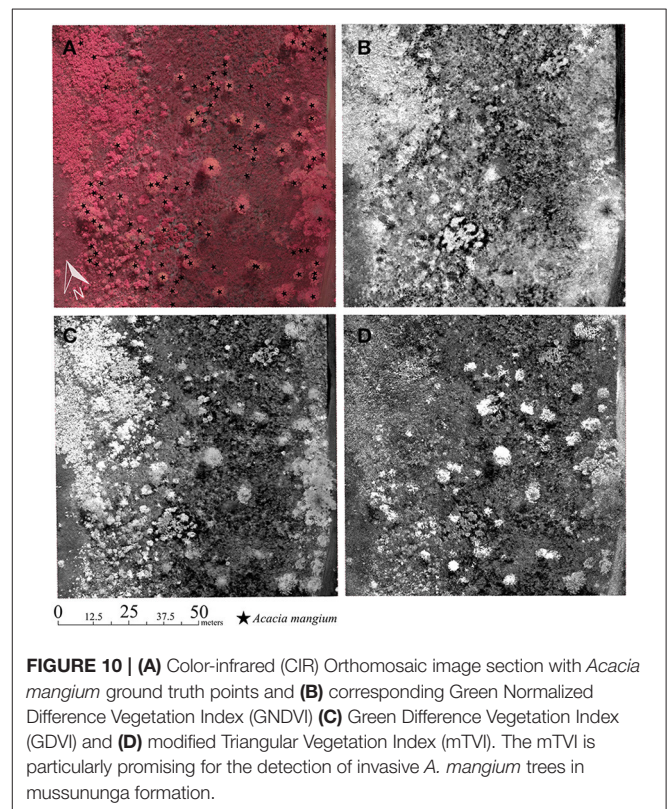 A
B
N
C
D
0 12.5 25 37.5 50
meters
★ Acacia mangium
FIGURE 10 | (A) Color-infrared (CIR) Orthomosaic image section with Acacia
mangium ground truth points and (B) corresponding Green Normalized
Difference Vegetation Index (GNDVI) (C) Green Difference Vegetation Index
(GDVI) and (D) modified Triangular Vegetation Index (mTVI). The mTVI is
particularly promising for the detection of invasive A. mangium trees in
mussununga formation.